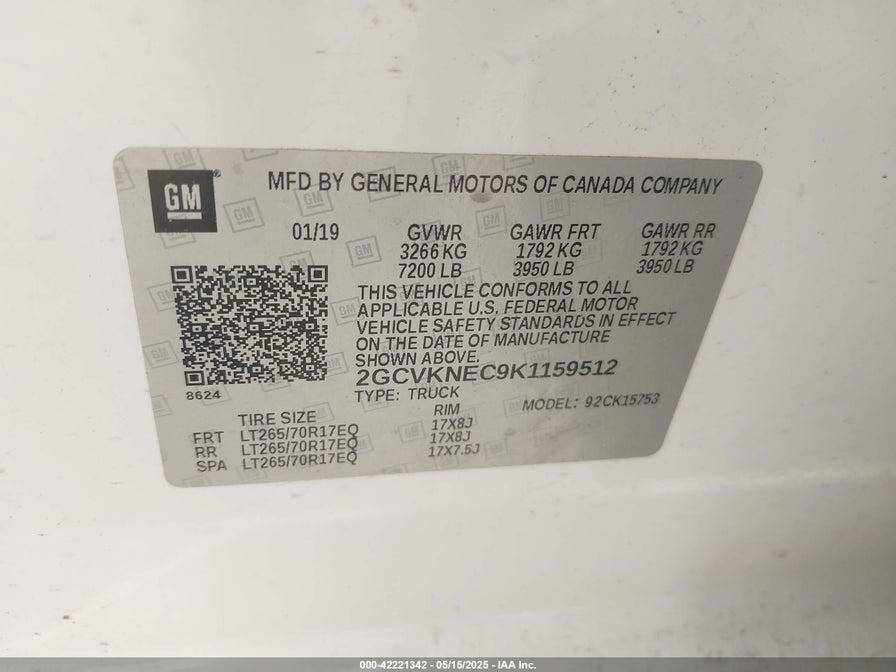 GM
MFD BY GENERAL MOTORS OF CANADA COMPANY
01/19 GVWR GAWR FRT GAWR RR
3266 KG 1792 KG 1792 KG
7200 LB 3950 LB 3950 LB
THIS VEHICLE CONFORMS TO ALL
APPLICABLE U.S. FEDERAL MOTOR
VEHICLE SAFETY STANDARDS IN EFFECT
ON THE DATE OF MANUFACTURE
SHOWN ABOVE.
2GCVKNEC9K1159512
8624
TYPE: TRUCK MODEL: 92CK15753
TIRE SIZE RIM
FRT LT265/70R17EQ 17X8J
RR LT265/70R17EQ 17X8J
SPA LT265/70R17EQ 17X7.5J
000-42221342 - 05/15/2025 - IAA Inc.